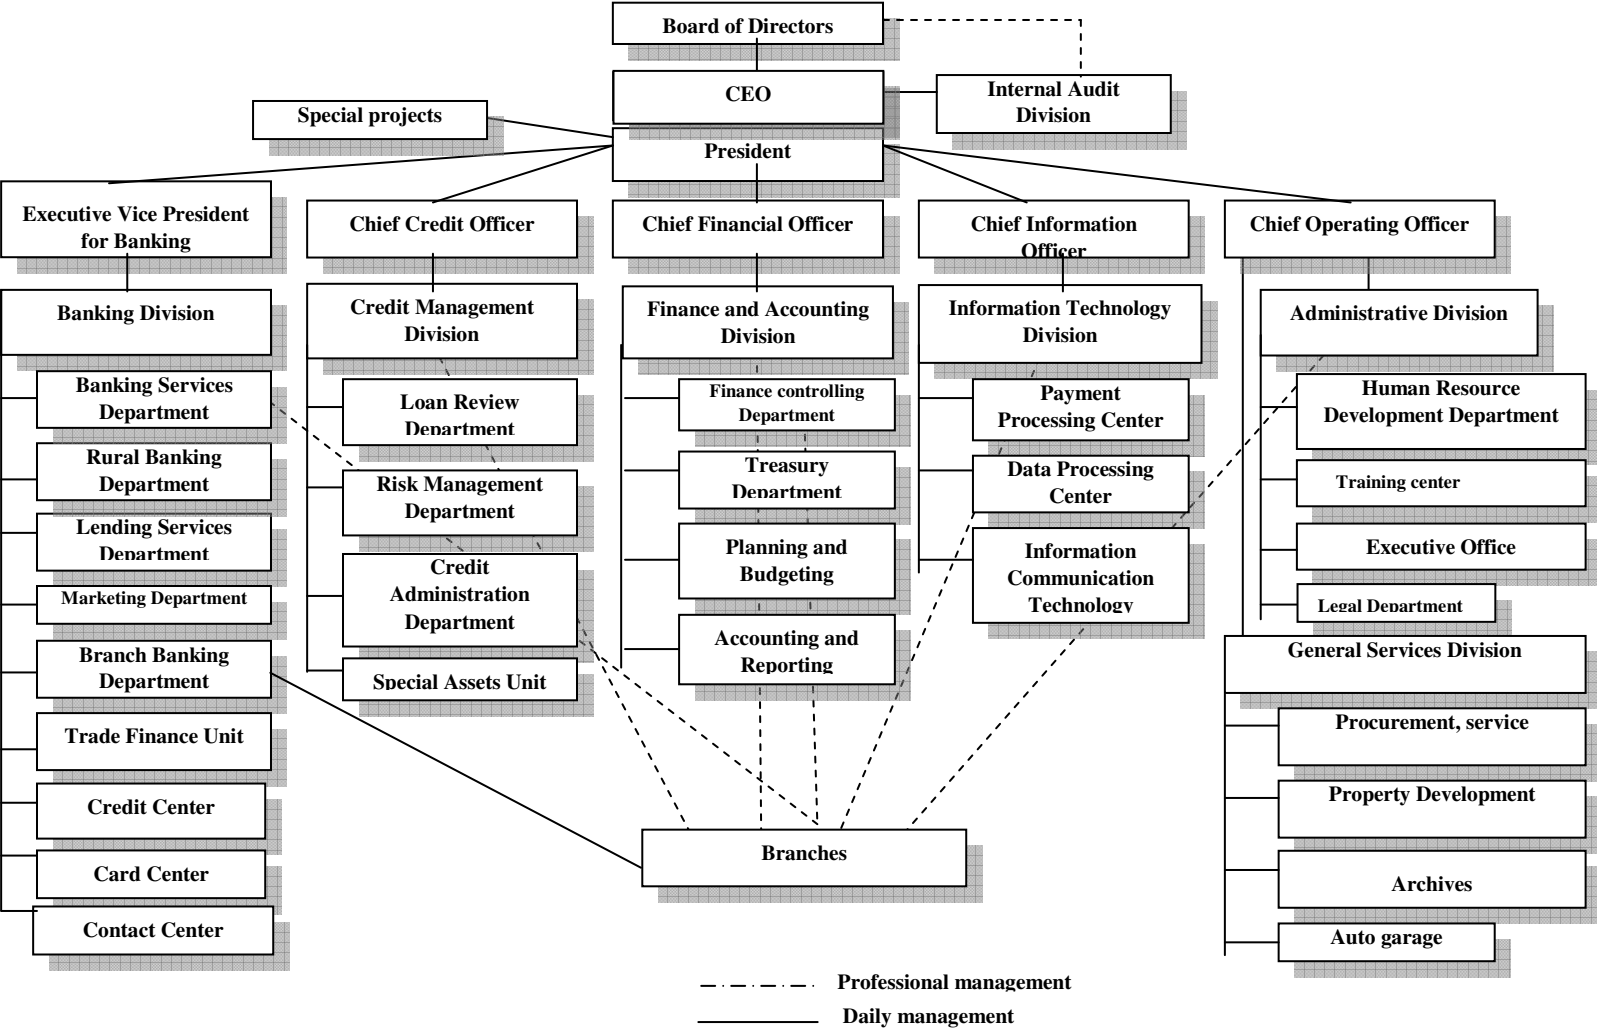 Board of Directors
CEO
Internal Audit
Division
Special projects
President
Executive Vice President
for Banking
Chief Credit Officer
Chief Financial Officer
Chief Information
Officer
Chief Operating Officer
Banking Division
Credit Management
Division
Finance and Accounting
Division
Information Technology
Division
Administrative Division
Banking Services
Department
Rural Banking
Department
Lending Services
Department
Marketing Department
Branch Banking
Department
Trade Finance Unit
Credit Center
Card Center
Contact Center
Loan Review
Department
Risk Management
Department
Credit
Administration
Department
Special Assets Unit
Finance controlling
Department
Treasury
Department
Planning and
Budgeting
Accounting and
Reporting
Payment
Processing Center
Data Processing
Center
Information
Communication
Technology
Human Resource
Development Department
Training center
Executive Office
Legal Department
General Services Division
Procurement, service
Property Development
Archives
Auto garage
Branches
Professional management
Daily management